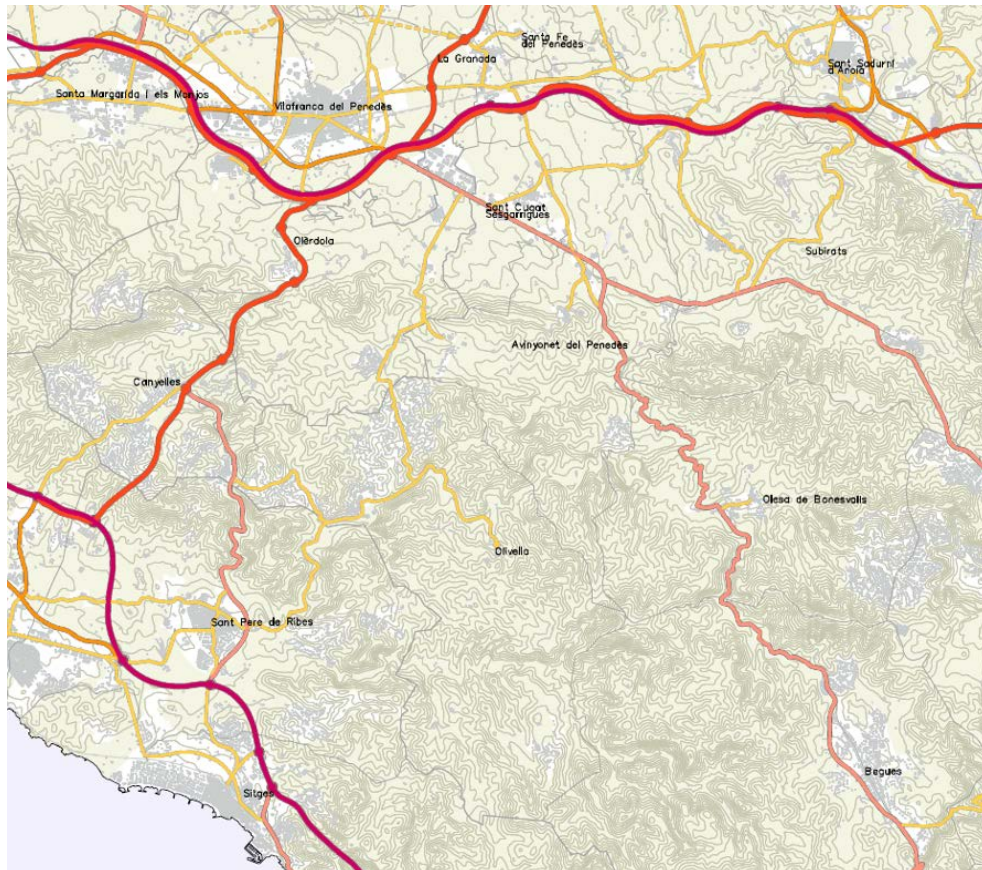 Santa Fe
del Penedès
La Granada
Sant Sadurní
d'Anoia
Santa Margarida i els Monjos
Vilafranca del Penedès
Sant Cugat
Sesgarrigues
Olèrdola
Subirats
Avinyonet del Penedès
Canyelles
Olesa de Bonesvalls
Olivella
Sant Pere de Ribes
Begues
Sitges